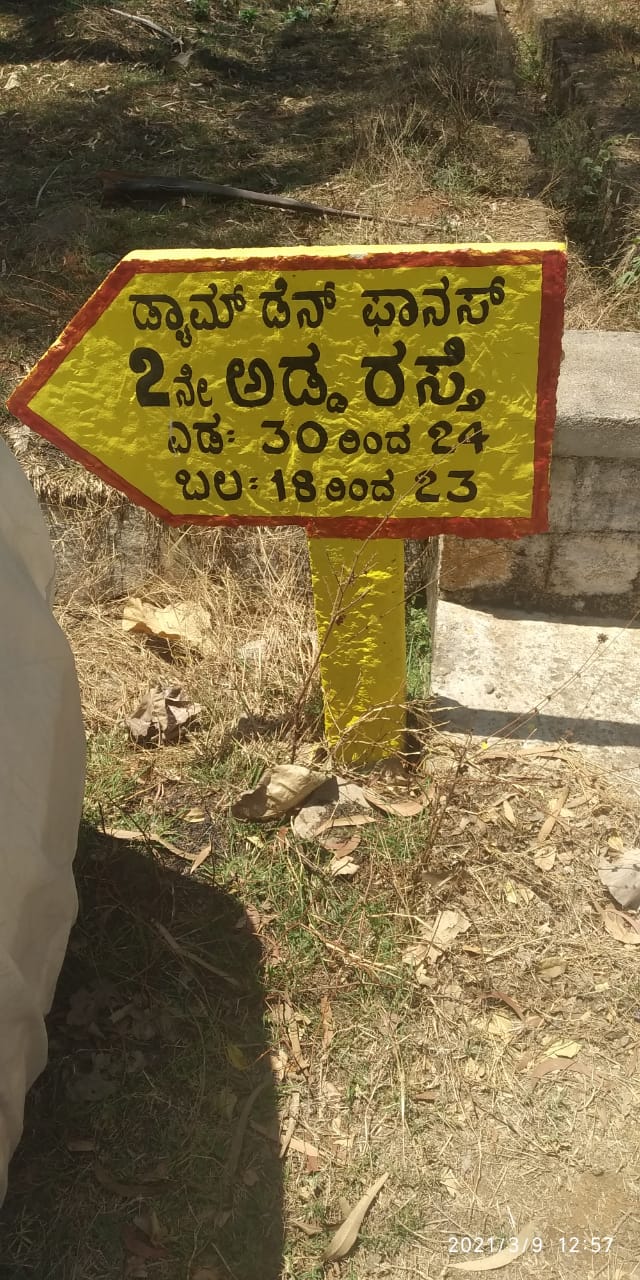 ಡ್ಯಾಮ್ ಡೆನ್ ಫಾನಸ್
2ನೇ ಅಡ್ಡ ರಸ್ತೆ
ಎಡ: 30 ರಿಂದ 24
ಬಲ: 18 ರಿಂದ 23
2021/3/9 12:57